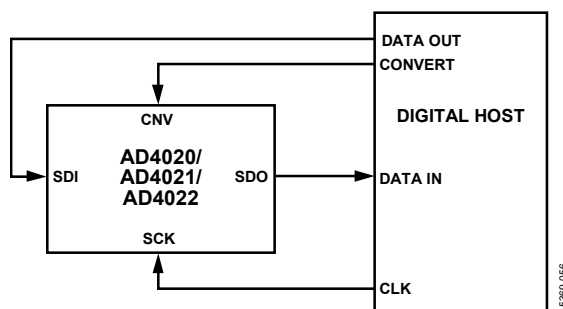 DATA OUT
CONVERT
DIGITAL HOST
CNV
AD4020/
AD4021/
AD4022
SDI
SDO
DATA IN
SCK
CLK